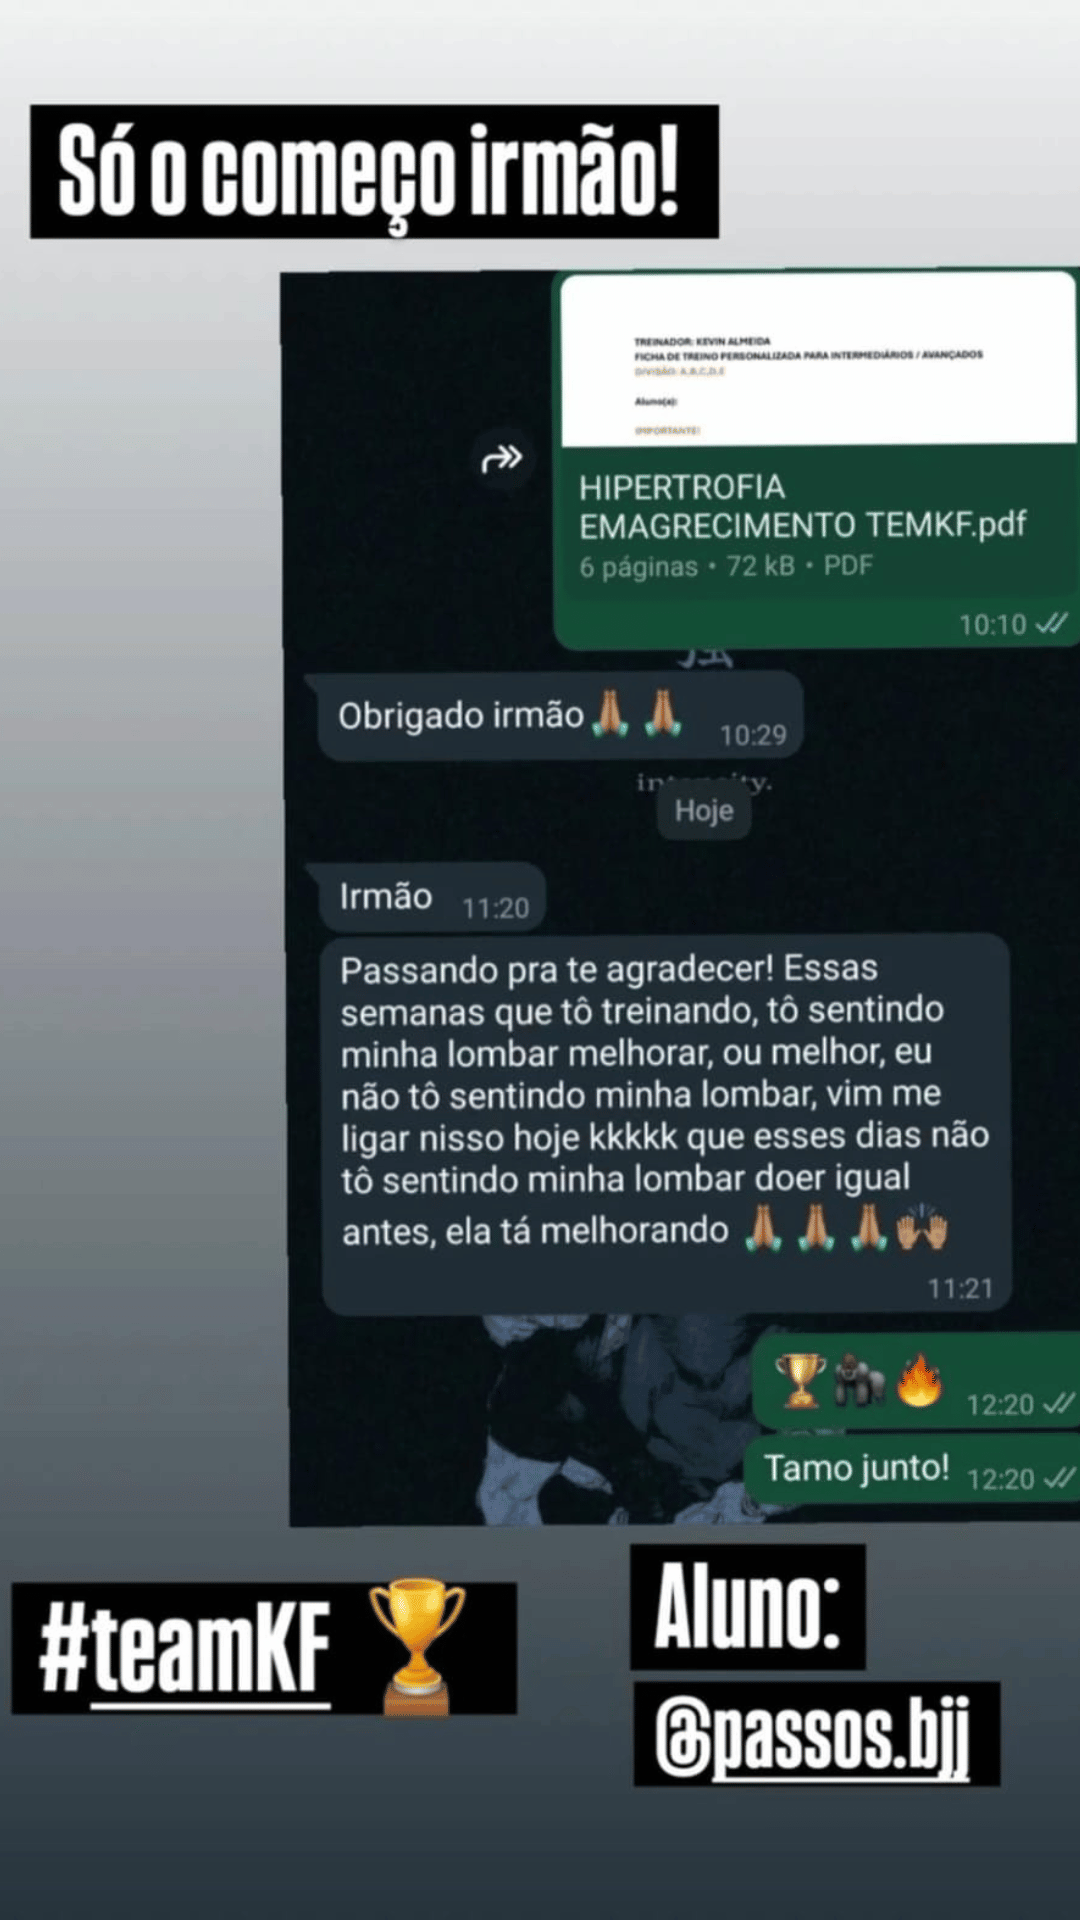 Só o começo irmão!
TREINADOR: KEVIN ALMEIDA
FICHA DE TREINO PERSONALIZADA PARA INTERMEDIÁRIOS / AVANÇADOS
DIVISÃO: A,B,C,D,E
Aluno(a):
IMPORTANTE!
HIPERTROFIA
EMAGRECIMENTO TEMKF.pdf
6 páginas • 72 kB • PDF
10:10
Obrigado irmão🙏🏽🙏🏽 10:29
Hoje
Irmão 11:20
Passando pra te agradecer! Essas
semanas que tô treinando, tô sentindo
minha lombar melhorar, ou melhor, eu
não tô sentindo minha lombar, vim me
ligar nisso hoje kkkkk que esses dias não
tô sentindo minha lombar doer igual
antes, ela tá melhorando 🙏🏽🙏🏽🙏🏽🙌🏽
11:21
🏆🦍🔥 12:20
Tamo junto! 12:20
#teamKF 🏆
Aluno:
@passos.bjj